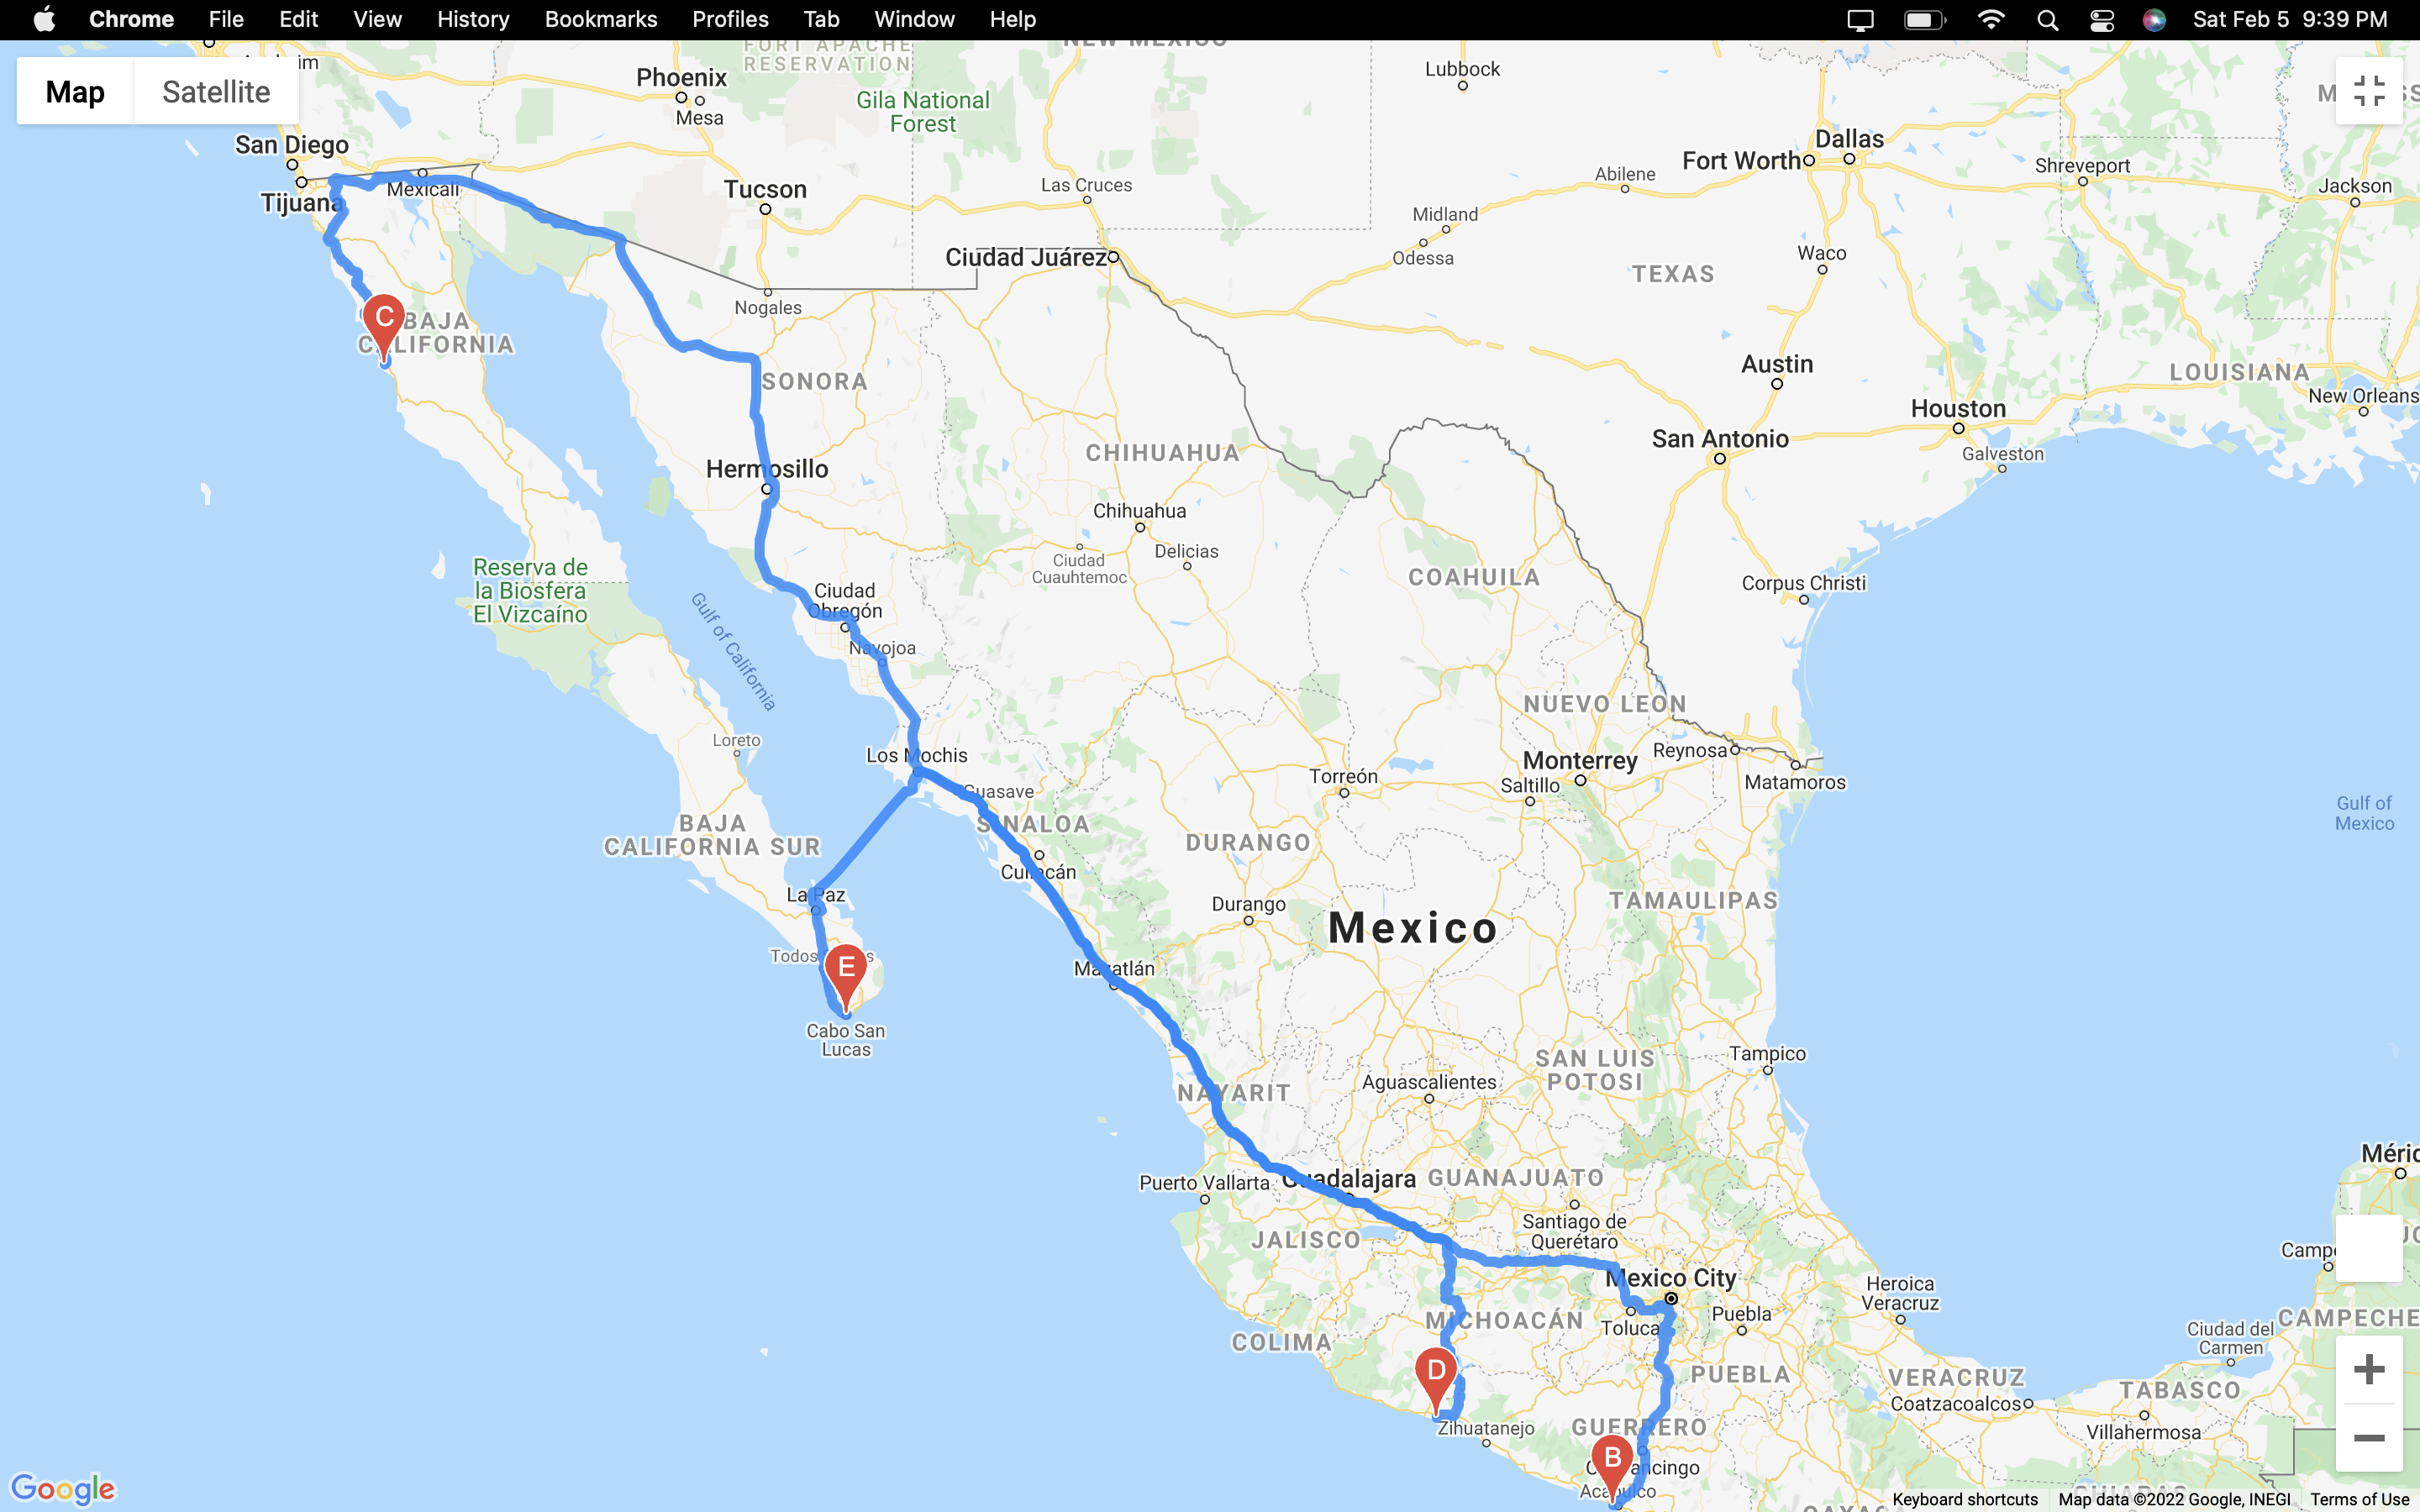 Chrome File Edit View History Bookmarks Profiles Tab Window Help
Sat Feb 5 9:39 PM
Map Satellite
FORT APACHE
RESERVATION
NEW MEXICO
Phoenix
Mesa
Gila National
Forest
Lubbock
San Diego
Tijuana
Mexicali
Tucson
Las Cruces
Abilene
Fort Worth
Dallas
Shreveport
Jackson
Midland
Odessa
Ciudad Juárez
Waco
TEXAS
Nogales
C
BAJA
CALIFORNIA
SONORA
Austin
LOUISIANA
New Orleans
Houston
San Antonio
Galveston
CHIHUAHUA
Hermosillo
Chihuahua
Delicias
Ciudad
Cuauhtemoc
Reserva de
la Biosfera
El Vizcaíno
COAHUILA
Corpus Christi
Ciudad
Obregón
Gulf of California
Navojoa
NUEVO LEON
Loreto
Los Mochis
Monterrey
Reynosa
Torreón
Saltillo
Matamoros
Guasave
Gulf of
Mexico
BAJA
CALIFORNIA SUR
SINALOA
DURANGO
Culiacán
La Paz
Durango
TAMAULIPAS
Mexico
E
Mazatlán
Cabo San
Lucas
SAN LUIS
POTOSI
Tampico
NAYARIT
Aguascalientes
Puerto Vallarta
Guadalajara
GUANAJUATO
Santiago de
Querétaro
JALISCO
Mexico City
Heroica
Veracruz
Puebla
MICHOACÁN
Toluca
COLIMA
Ciudad del
Carmen
CAMPECHE
D
PUEBLA
VERACRUZ
TABASCO
Coatzacoalcos
Zihuatanejo
GUERRERO
Villahermosa
B
Acapulco
Google
Keyboard shortcuts Map data ©2022 Google, INEGI Terms of Use